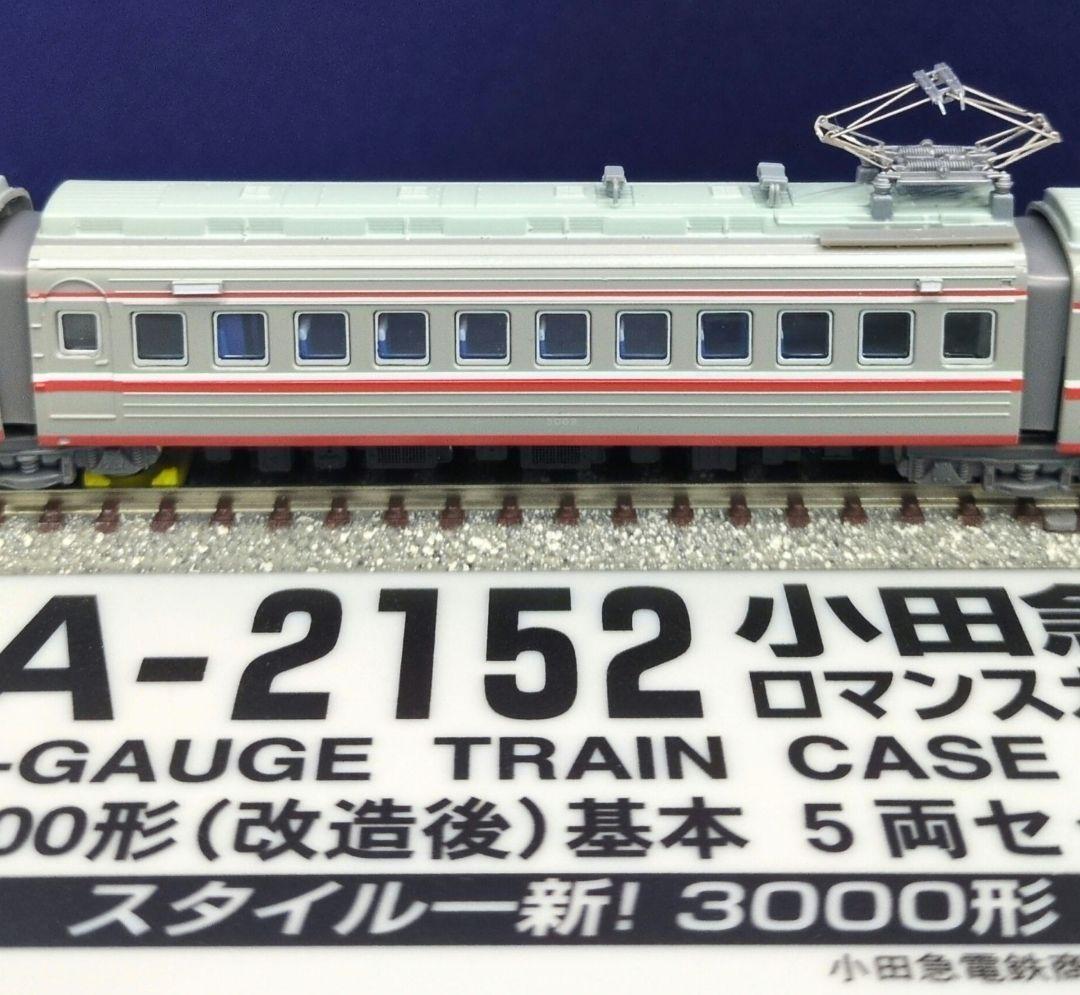 A-2152 小田急
ロマンスカ
-GAUGE TRAIN CASE
00形(改造後)基本 5両セッ
スタイル一新! 3000形
小田急電鉄商